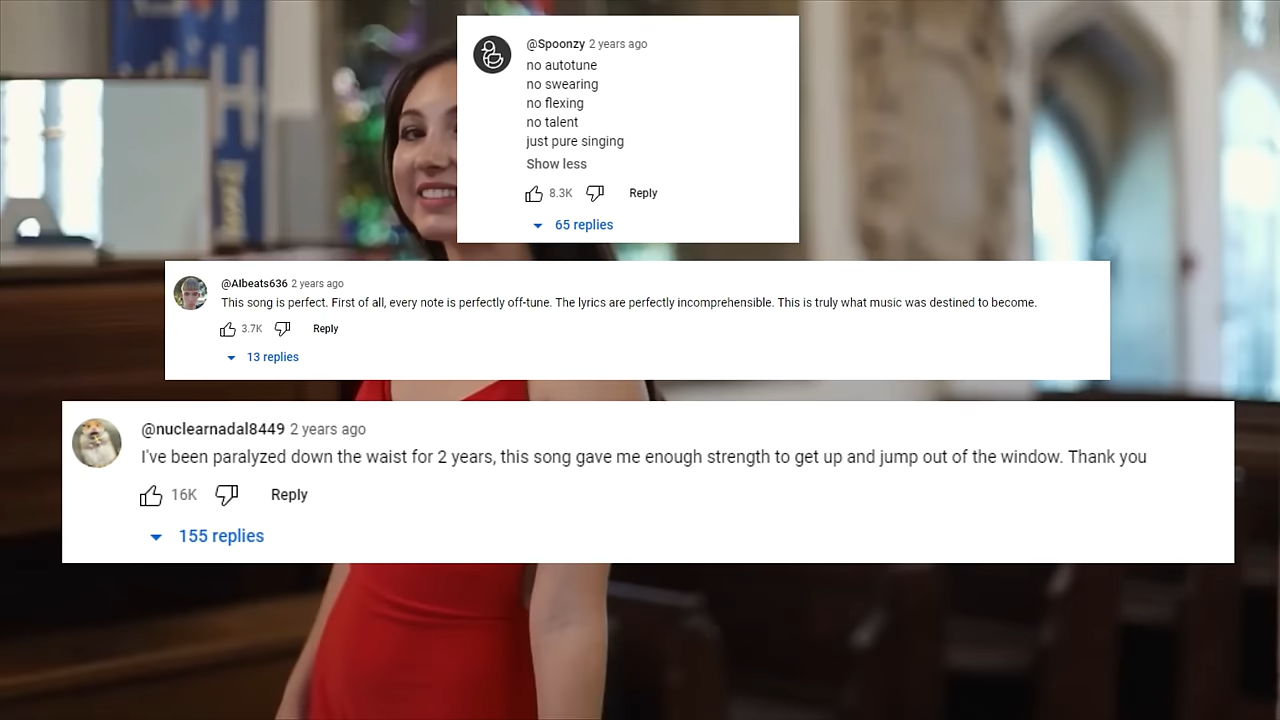 @Spoonzy 2 years ago
no autotune
no swearing
no flexing
no talent
just pure singing
Show less
8.3K Reply
65 replies
@AIbeats636 2 years ago
This song is perfect. First of all, every note is perfectly off-tune. The lyrics are perfectly incomprehensible. This is truly what music was destined to become.
3.7K Reply
13 replies
@nuclearnadal8449 2 years ago
I've been paralyzed down the waist for 2 years, this song gave me enough strength to get up and jump out of the window. Thank you
16K Reply
155 replies